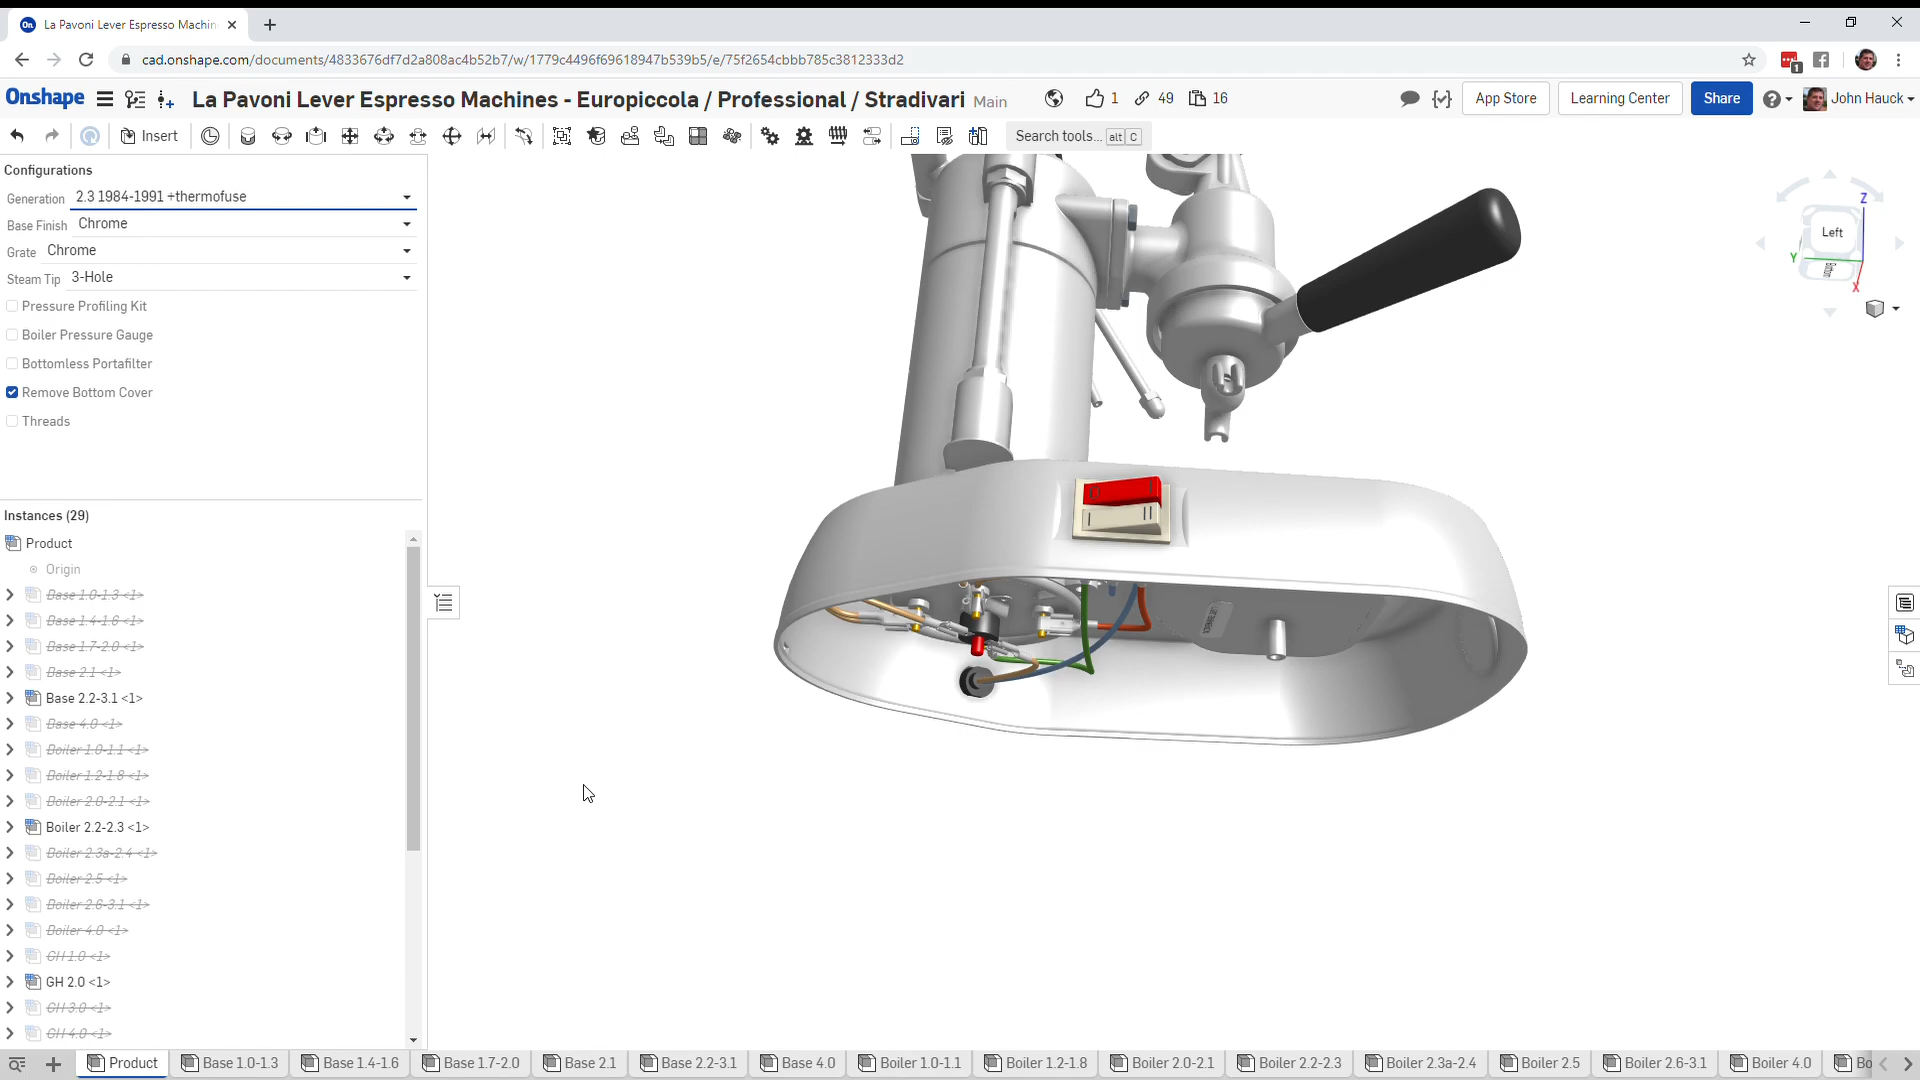 La Pavoni Lever Espresso Machin
cad.onshape.com/documents/4833676df7d2a808ac4b52b7/w/1779c4496f69618947b539b5/e/75f2654cbbb785c3812333d2
1
Onshape
La Pavoni Lever Espresso Machines - Europiccola / Professional / Stradivari Main
1
49
16
App Store
Learning Center
Share
John Hauck
Insert
Search tools... alt C
Configurations
Generation 2.3 1984-1991 +thermofuse
Base Finish Chrome
Grate Chrome
Steam Tip 3-Hole
Pressure Profiling Kit
Boiler Pressure Gauge
Bottomless Portafilter
Remove Bottom Cover
Threads
Z
Left
Y
Bottom
X
0 I
I II
Instances (29)
Product
Origin
Base 1.0-1.3 <1>
Base 1.4-1.6 <1>
Base 1.7-2.0 <1>
Base 2.1 <1>
Base 2.2-3.1 <1>
Base 4.0 <1>
Boiler 1.0-1.1 <1>
Boiler 1.2-1.8 <1>
Boiler 2.0-2.1 <1>
Boiler 2.2-2.3 <1>
Boiler 2.3a-2.4 <1>
Boiler 2.5 <1>
Boiler 2.6-3.1 <1>
Boiler 4.0 <1>
GH 1.0 <1>
GH 2.0 <1>
GH 3.0 <1>
GH 4.0 <1>
Product
Base 1.0-1.3
Base 1.4-1.6
Base 1.7-2.0
Base 2.1
Base 2.2-3.1
Base 4.0
Boiler 1.0-1.1
Boiler 1.2-1.8
Boiler 2.0-2.1
Boiler 2.2-2.3
Boiler 2.3a-2.4
Boiler 2.5
Boiler 2.6-3.1
Boiler 4.0
Bo